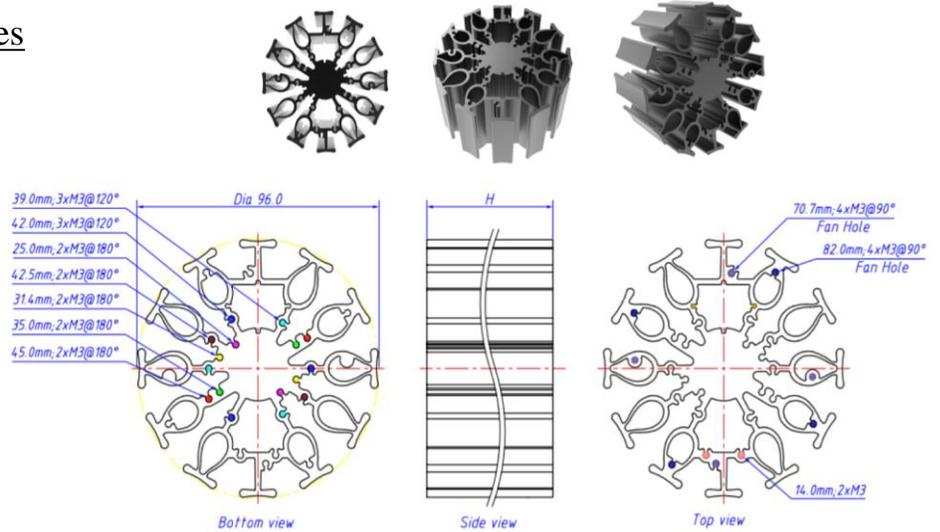 es
39.0mm;3xM3@120°
42.0mm;3xM3@120°
25.0mm;2xM3@180°
42.5mm;2xM3@180°
31.4mm;2xM3@180°
35.0mm;2xM3@180°
45.0mm;2xM3@180°
Dia 96.0
H
70.7mm;4xM3@90°
Fan Hole
82.0mm;4xM3@90°
Fan Hole
14.0mm;2xM3
Bottom view
Side view
Top view